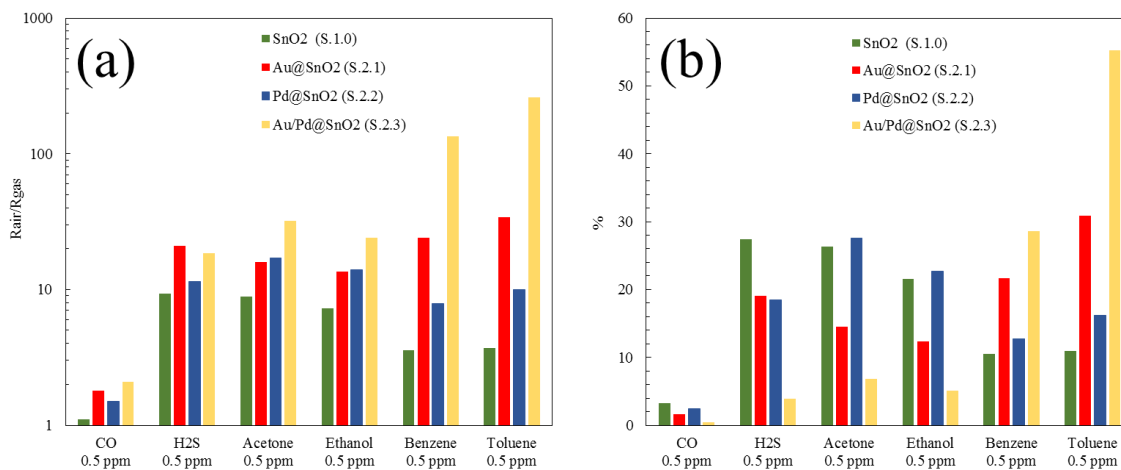 (a)
1000
100
10
1
Rair/Rgas
SnO2 (S.1.0)
Au@SnO2 (S.2.1)
Pd@SnO2 (S.2.2)
Au/Pd@SnO2 (S.2.3)
CO H2S Acetone Ethanol Benzene Toluene
0.5 ppm 0.5 ppm 0.5 ppm 0.5 ppm 0.5 ppm 0.5 ppm
(b)
60
50
40
30
20
10
0
%
SnO2 (S.1.0)
Au@SnO2 (S.2.1)
Pd@SnO2 (S.2.2)
Au/Pd@SnO2 (S.2.3)
CO H2S Acetone Ethanol Benzene Toluene
0.5 ppm 0.5 ppm 0.5 ppm 0.5 ppm 0.5 ppm 0.5 ppm